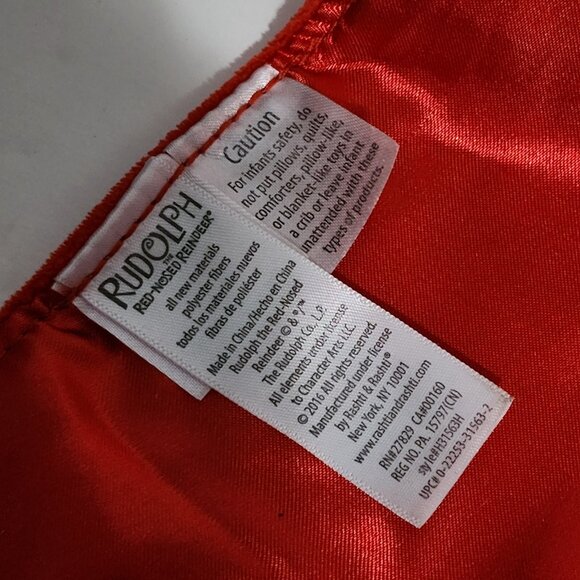 Caution
For infants safety, do
not put pillows, quilts,
comforters, pillow-like,
or blanket-like toys in
a crib or leave infant
unattended with these
types of products.
RUDOLPH
THE
RED-NOSED REINDEER®
all new materials
polyester fibers
todos los materiales nuevos
fibras de poliéster
Made in China/Hecho en China
Rudolph the Red-Nosed
Reindeer © & ®/™
The Rudolph Co., L.P.
All elements under license
to Character Arts LLC.
© 2016 All rights reserved.
Manufactured under license
by Rashti & Rashti®
New York, NY 10001
www.rashtiandrashti.com
RN#27829 CA#00160
REG NO. PA. 15797(CN)
style#H31563H
UPC# 0-22253-31563-2